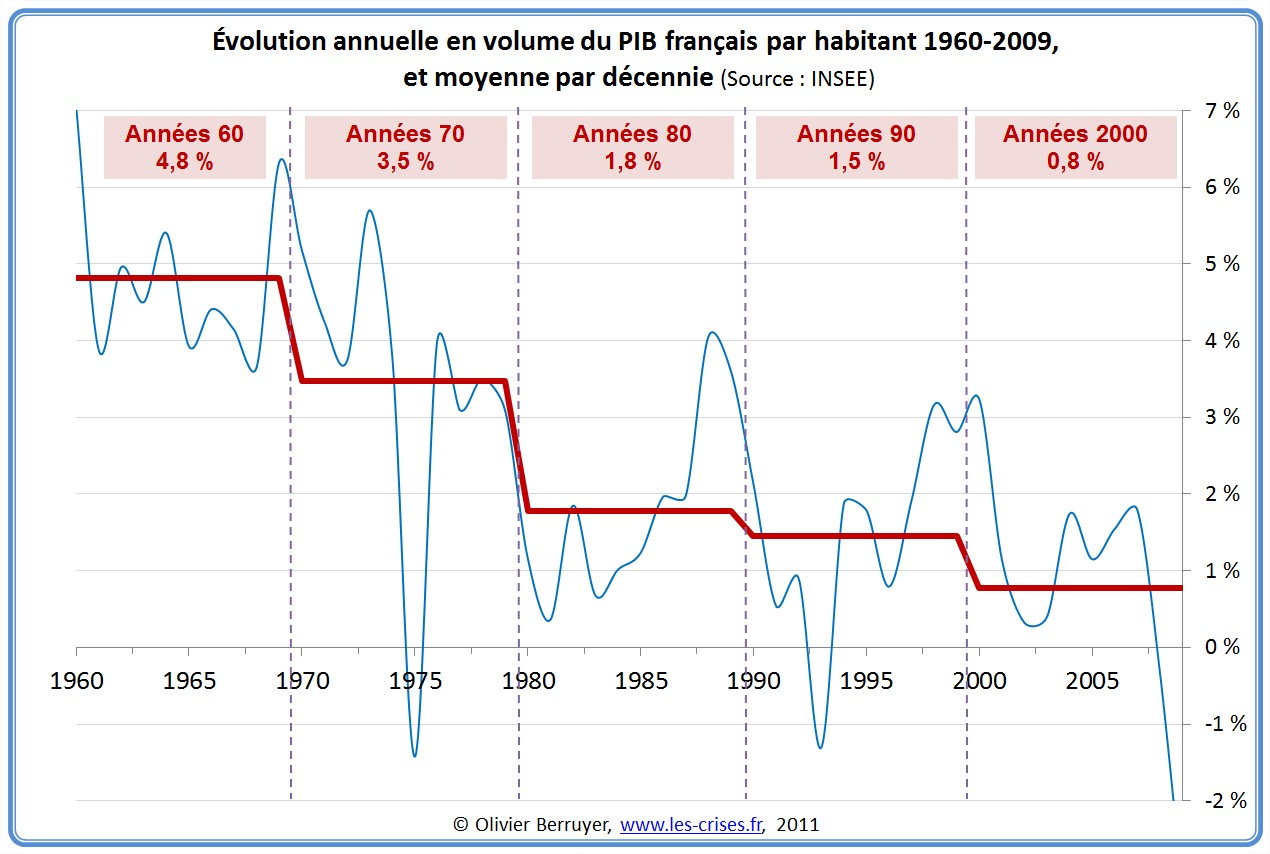 Évolution annuelle en volume du PIB français par habitant 1960-2009,
et moyenne par décennie (Source : INSEE)
Années 60
4,8 %
Années 70
3,5 %
Années 80
1,8 %
Années 90
1,5 %
Années 2000
0,8 %
7 %
6 %
5 %
4 %
3 %
2 %
1 %
0 %
-1 %
-2 %
1960 1965 1970 1975 1980 1985 1990 1995 2000 2005
© Olivier Berruyer, www.les-crises.fr, 2011